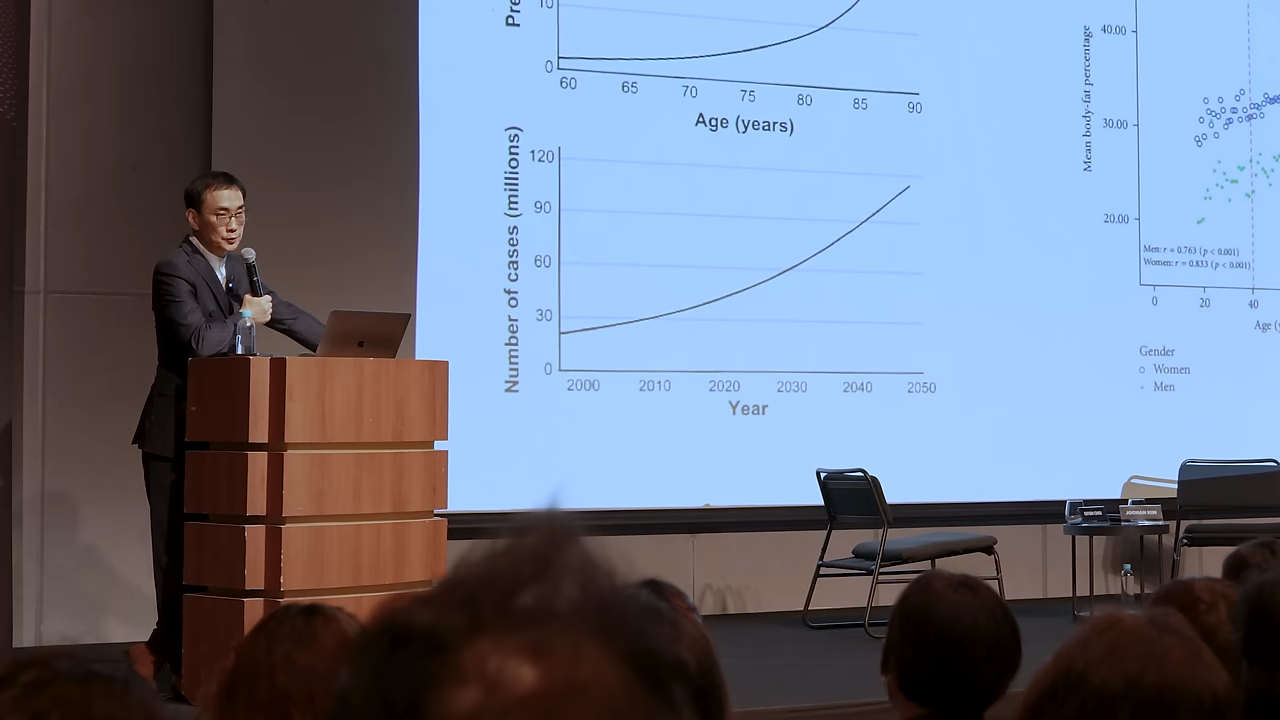 Pre
10
0
60 65 70 75 80 85 90
Age (years)
Number of cases (millions)
120
90
60
30
0
2000 2010 2020 2030 2040 2050
Year
Mean body-fat percentage
40.00
30.00
20.00
Men: r = 0.763 (p < 0.001)
Women: r = 0.833 (p < 0.001)
0 20 40
Age (y
Gender
Women
Men
JOOHAN KIM